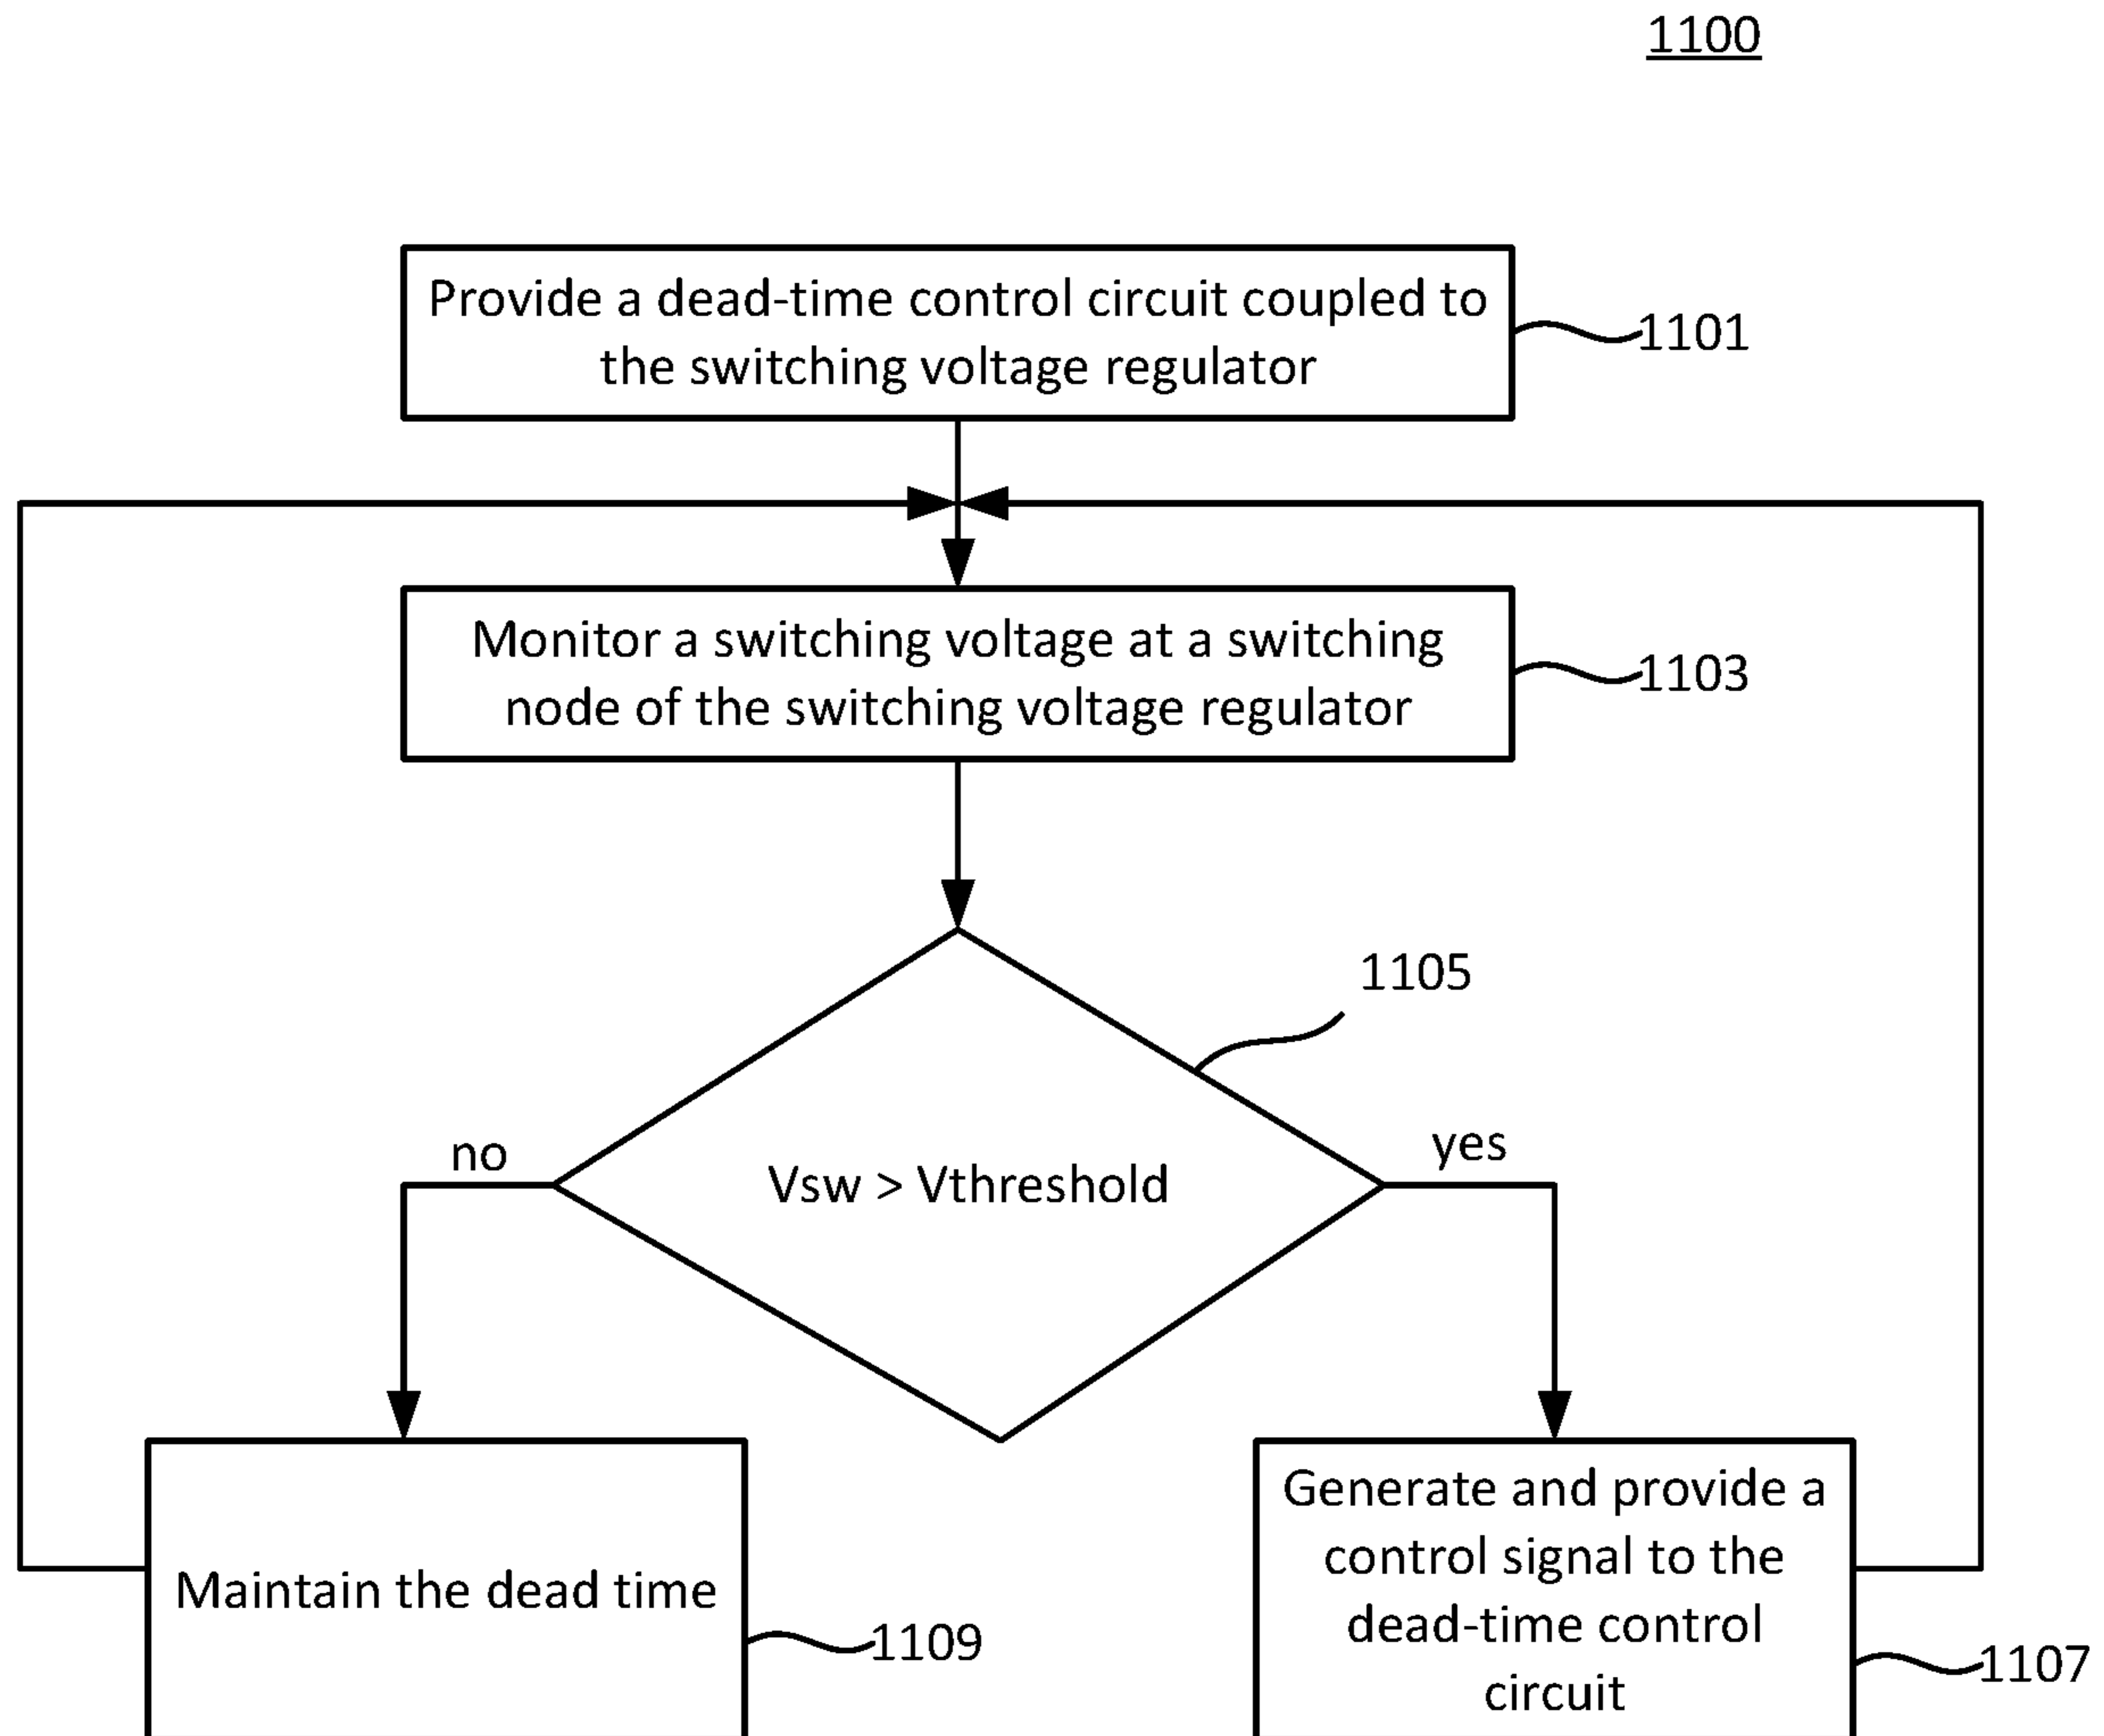 1100
Provide a dead-time control circuit coupled to
the switching voltage regulator
1101
Monitor a switching voltage at a switching
node of the switching voltage regulator
1103
1105
no
Vsw > Vthreshold
yes
Maintain the dead time
1109
Generate and provide a
control signal to the
dead-time control
circuit
1107